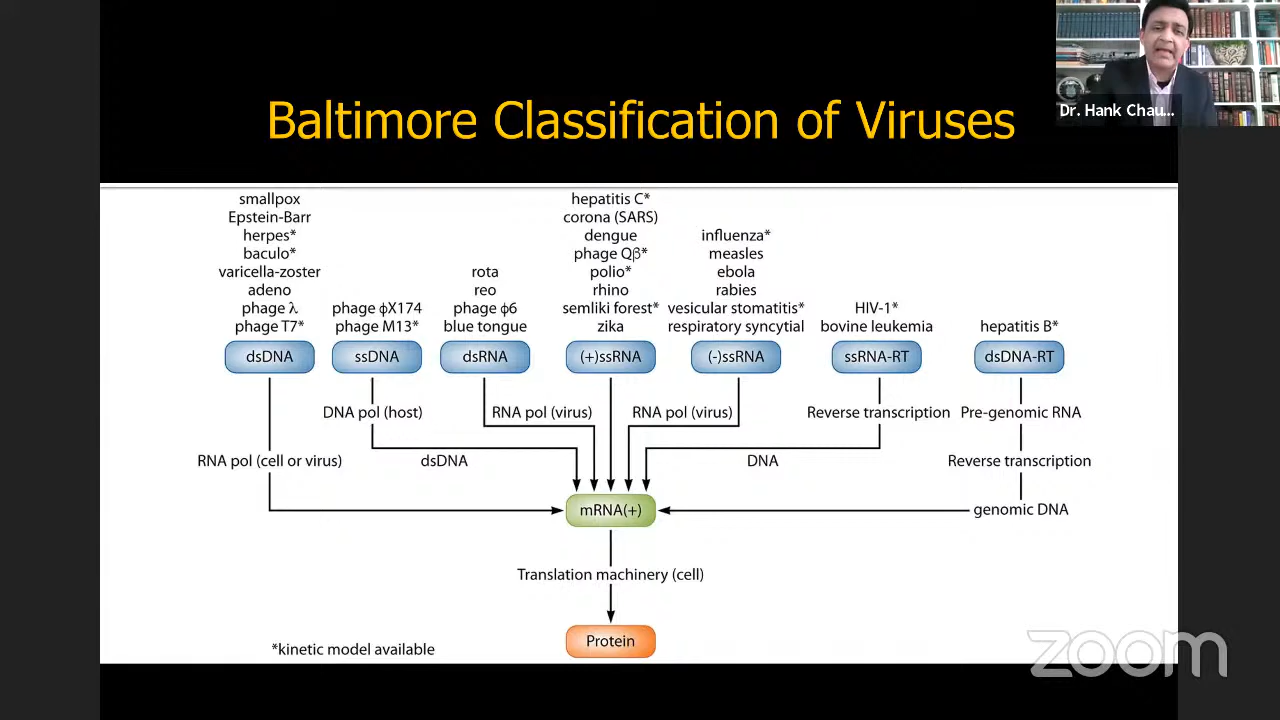 Dr. Hank Chau...
Baltimore Classification of Viruses
smallpox
Epstein-Barr
herpes*
baculo*
varicella-zoster
adeno
phage λ
phage T7*
dsDNA
phage ϕX174
phage M13*
ssDNA
rota
reo
phage ϕ6
blue tongue
dsRNA
hepatitis C*
corona (SARS)
dengue
phage Qβ*
polio*
rhino
semliki forest*
zika
(+)ssRNA
influenza*
measles
ebola
rabies
vesicular stomatitis*
respiratory syncytial
(-)ssRNA
HIV-1*
bovine leukemia
ssRNA-RT
hepatitis B*
dsDNA-RT
DNA pol (host)
RNA pol (virus)
RNA pol (virus)
Reverse transcription
Pre-genomic RNA
RNA pol (cell or virus)
dsDNA
DNA
Reverse transcription
mRNA(+)
genomic DNA
Translation machinery (cell)
Protein
*kinetic model available
zoom